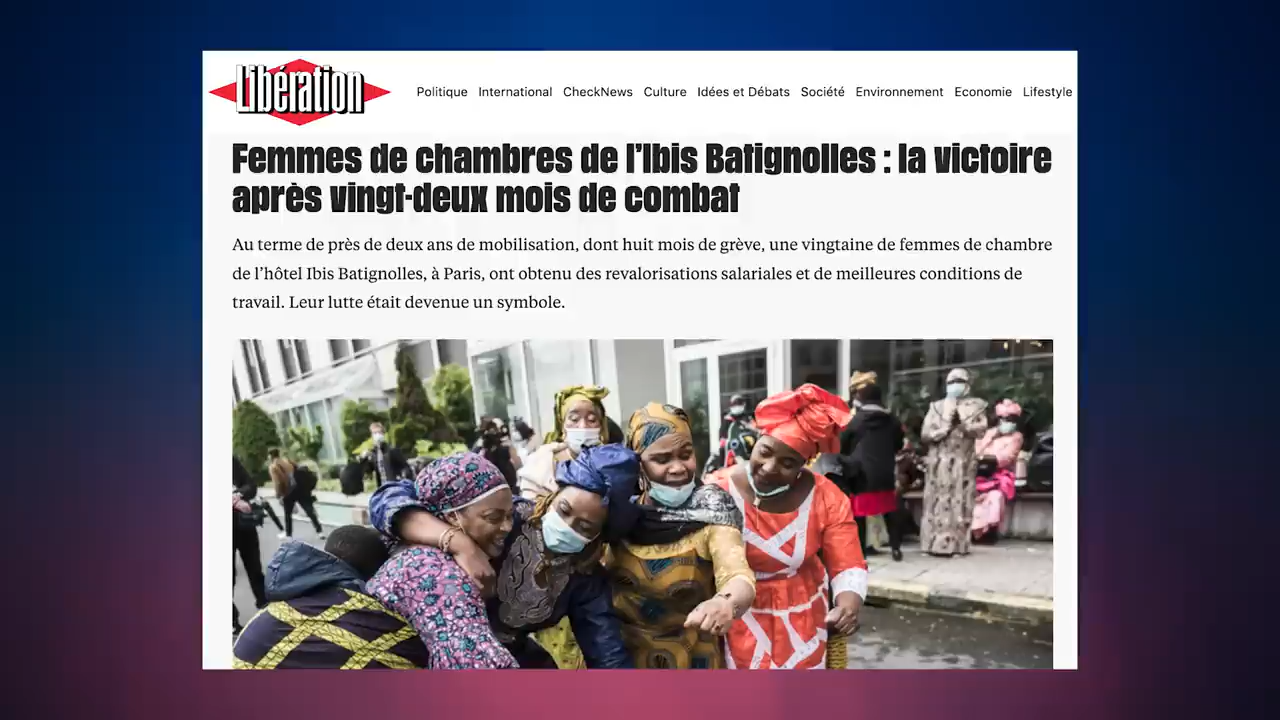 Libération
Politique International CheckNews Culture Idées et Débats Société Environnement Economie Lifestyle
Femmes de chambres de l'Ibis Batignolles : la victoire
après vingt-deux mois de combat
Au terme de près de deux ans de mobilisation, dont huit mois de grève, une vingtaine de femmes de chambre
de l'hôtel Ibis Batignolles, à Paris, ont obtenu des revalorisations salariales et de meilleures conditions de
travail. Leur lutte était devenue un symbole.